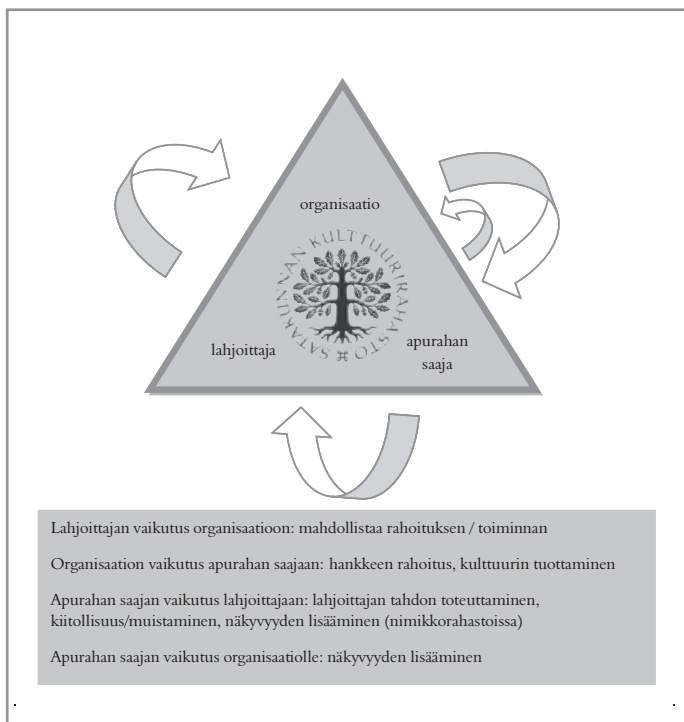 organisaatio
SATAKUNNAN KULTTUURIRAHASTO
lahjoittaja
apurahan
saaja
Lahjoittajan vaikutus organisaatioon: mahdollistaa rahoituksen / toiminnan
Organisaation vaikutus apurahan saajaan: hankkeen rahoitus, kulttuurin tuottaminen
Apurahan saajan vaikutus lahjoittajaan: lahjoittajan tahdon toteuttaminen,
kiitollisuus/muistaminen, näkyvyyden lisääminen (nimikkorahastoissa)
Apurahan saajan vaikutus organisaatiolle: näkyvyyden lisääminen